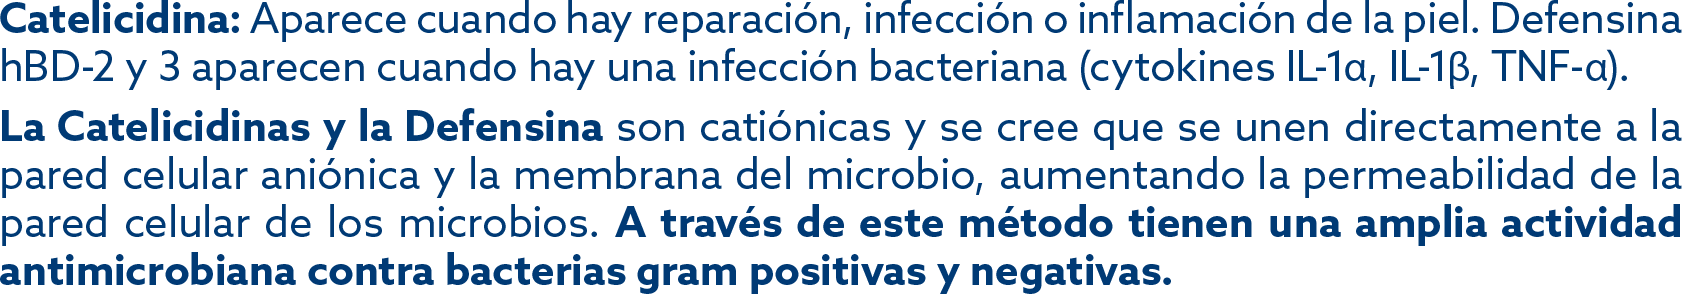 Catelicidina: Aparece cuando hay reparación, infección o inflamación de la piel. Defensina
hBD-2 y 3 aparecen cuando hay una infección bacteriana (cytokines IL-1α, IL-1β, TNF-α).
La Catelicidinas y la Defensina son catiónicas y se cree que se unen directamente a la
pared celular aniónica y la membrana del microbio, aumentando la permeabilidad de la
pared celular de los microbios. A través de este método tienen una amplia actividad
antimicrobiana contra bacterias gram positivas y negativas.